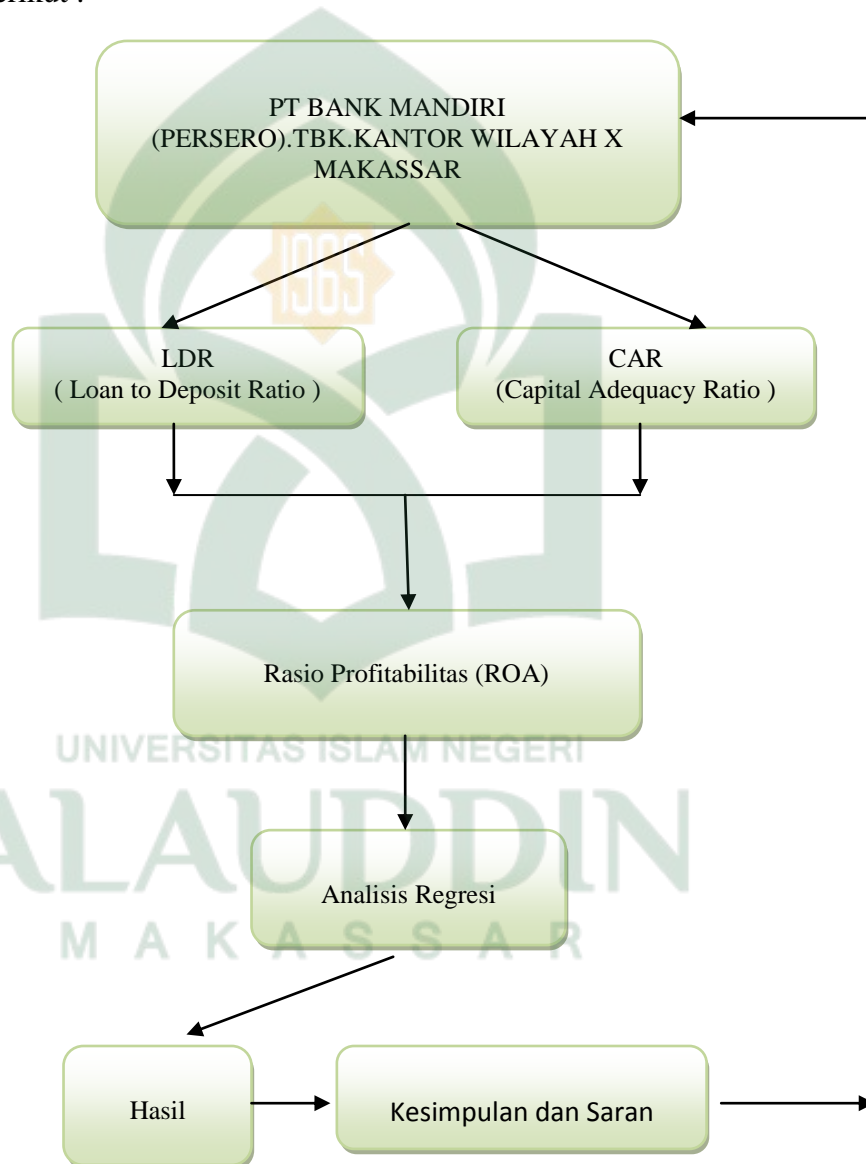 PT BANK MANDIRI
(PERSERO).TBK.KANTOR WILAYAH X
MAKASSAR
1965
LDR
( Loan to Deposit Ratio )
CAR
(Capital Adequacy Ratio )
Rasio Profitabilitas (ROA)
UNIVERSITAS ISLAM NEGERI
ALAUDDIN
MAKASSAR
Analisis Regresi
Hasil
Kesimpulan dan Saran